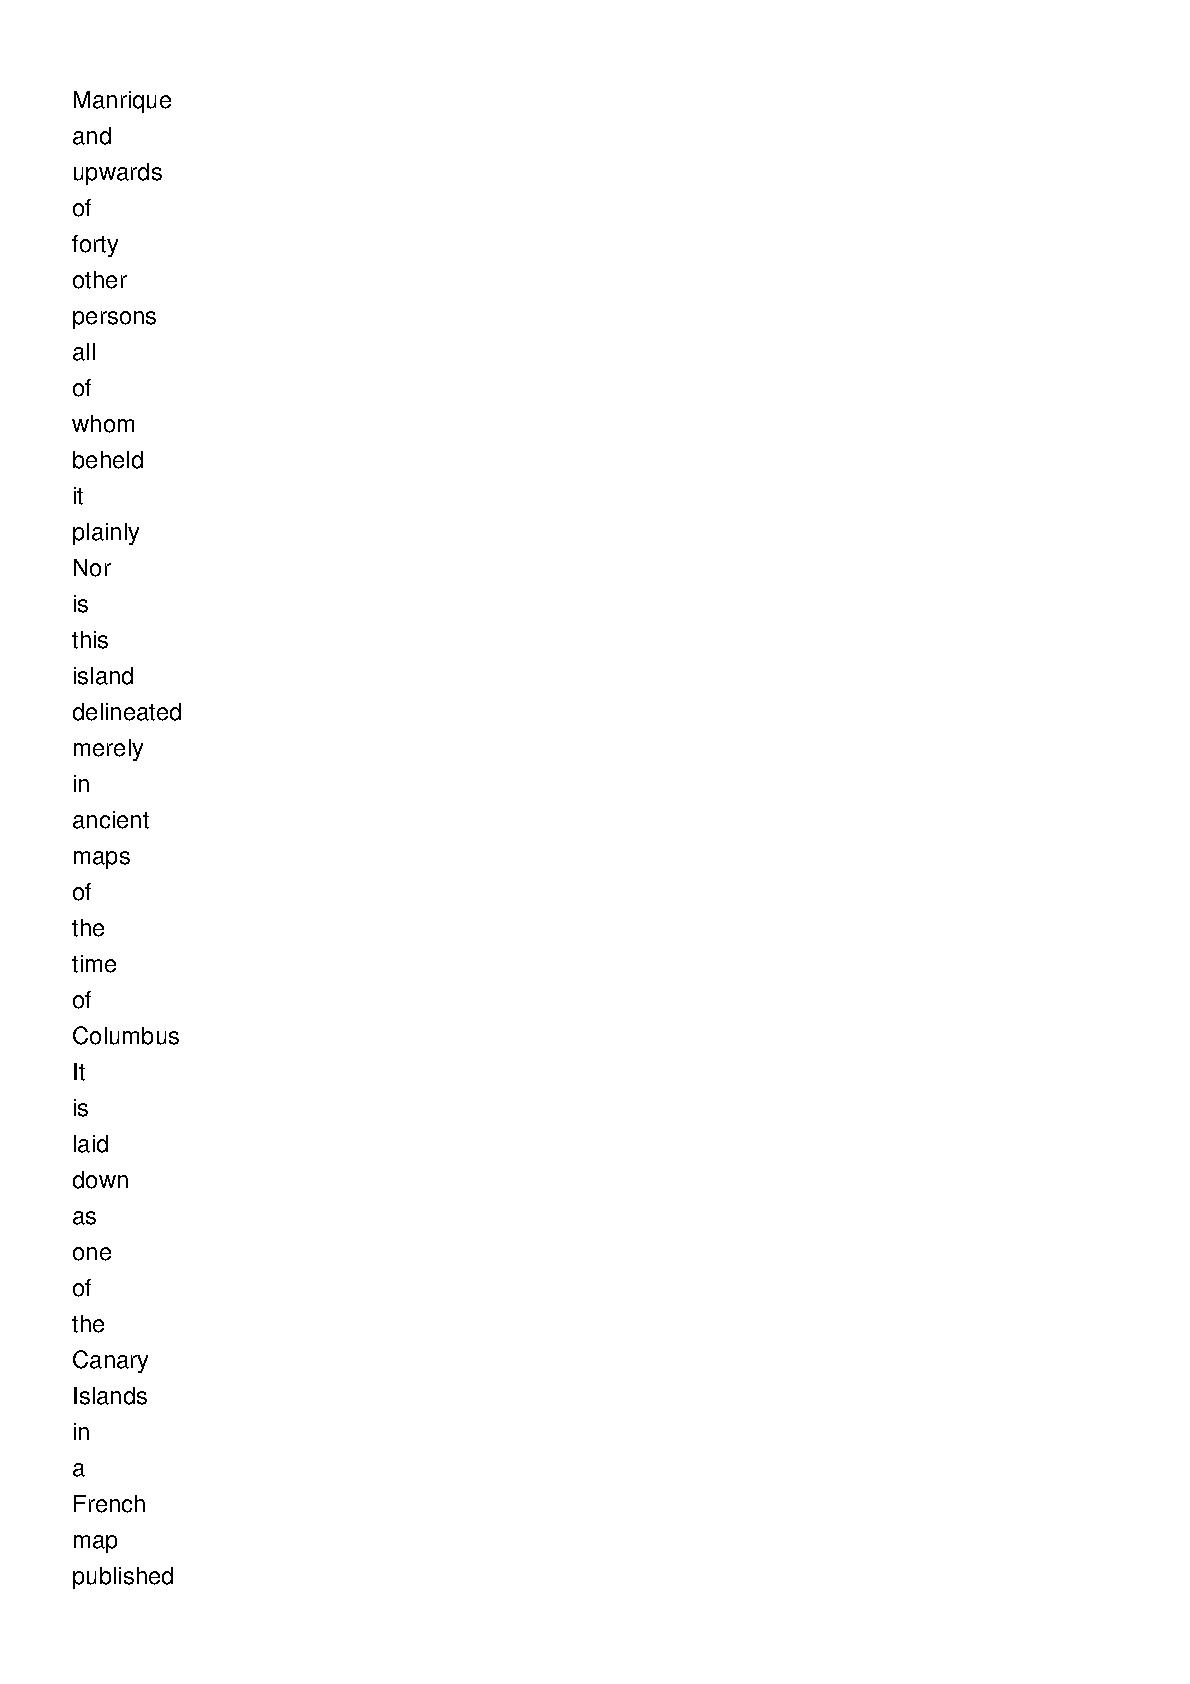 Manrique
and
upwards
of
forty
other
persons
all
of
whom
beheld
it
plainly
Nor
is
this
island
delineated
merely
in
ancient
maps
of
the
time
of
Columbus
It
is
laid
down
as
one
of
the
Canary
Islands
in
a
French
map
published